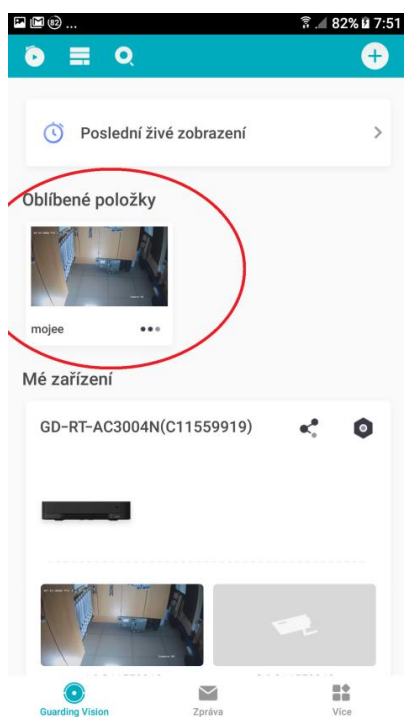 82% 7:51
Poslední živé zobrazení
Oblíbené položky
mojee
Mé zařízení
GD-RT-AC3004N(C11559919)
Guarding Vision
Zpráva
Více